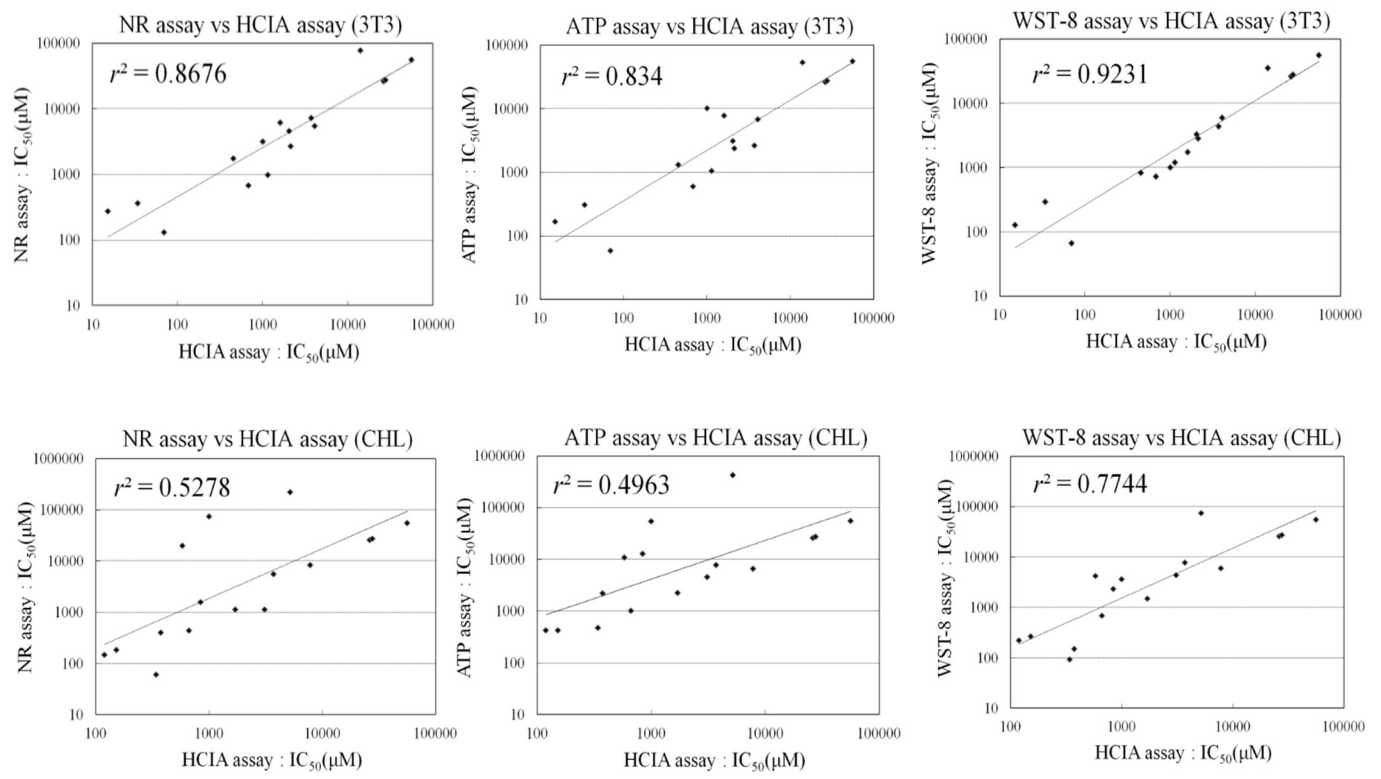 NR assay vs HCIA assay (3T3)
100000
10000
1000
100
10
NR assay : IC50(μM)
r² = 0.8676
10 100 1000 10000 100000
HCIA assay : IC50(μM)
ATP assay vs HCIA assay (3T3)
100000
10000
1000
100
10
ATP assay : IC50(μM)
r² = 0.834
10 100 1000 10000 100000
HCIA assay : IC50(μM)
WST-8 assay vs HCIA assay (3T3)
100000
10000
1000
100
10
WST-8 assay : IC50(μM)
r² = 0.9231
10 100 1000 10000 100000
HCIA assay : IC50(μM)
NR assay vs HCIA assay (CHL)
1000000
100000
10000
1000
100
10
NR assay : IC50(μM)
r² = 0.5278
100 1000 10000 100000
HCIA assay : IC50(μM)
ATP assay vs HCIA assay (CHL)
1000000
100000
10000
1000
100
10
ATP assay : IC50(μM)
r² = 0.4963
100 1000 10000 100000
HCIA assay : IC50(μM)
WST-8 assay vs HCIA assay (CHL)
1000000
100000
10000
1000
100
10
WST-8 assay : IC50(μM)
r² = 0.7744
100 1000 10000 100000
HCIA assay : IC50(μM)